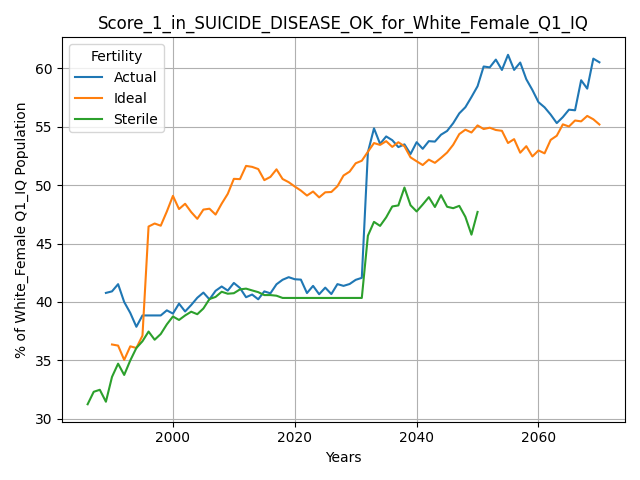 Score_1_in_SUICIDE_DISEASE_OK_for_White_Female_Q1_IQ
Fertility
Actual
Ideal
Sterile
% of White_Female Q1_IQ Population
60
55
50
45
40
35
30
2000
2020
2040
2060
Years